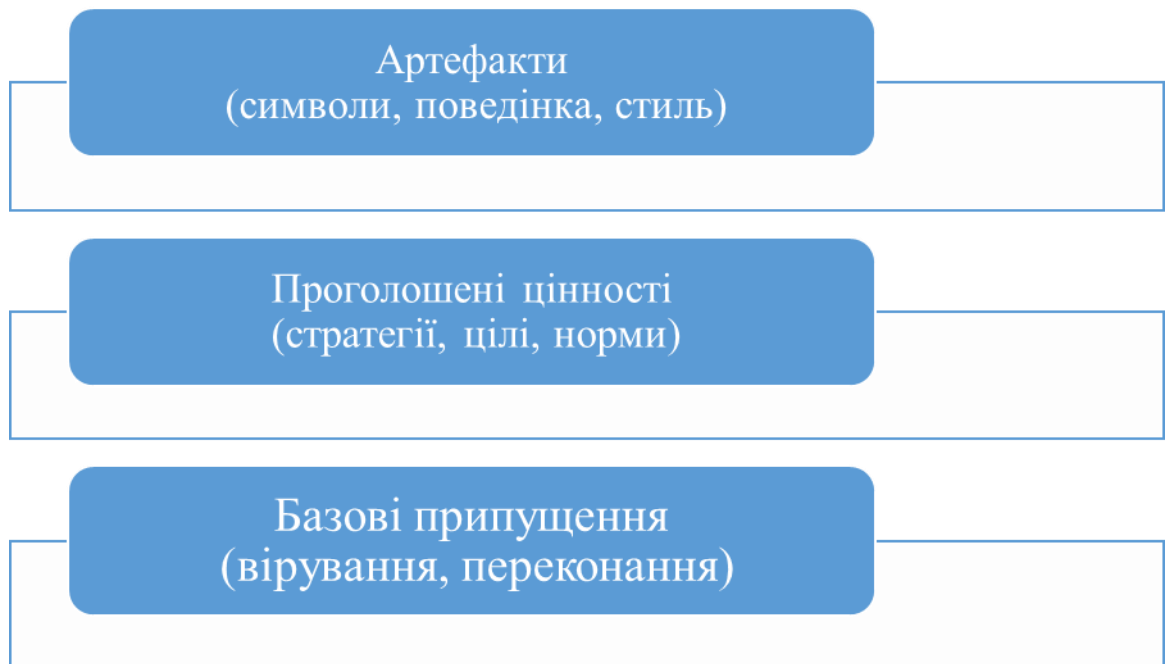 Артефакти
(символи, поведінка, стиль)
Проголошені цінності
(стратегії, цілі, норми)
Базові припущення
(вірування, переконання)